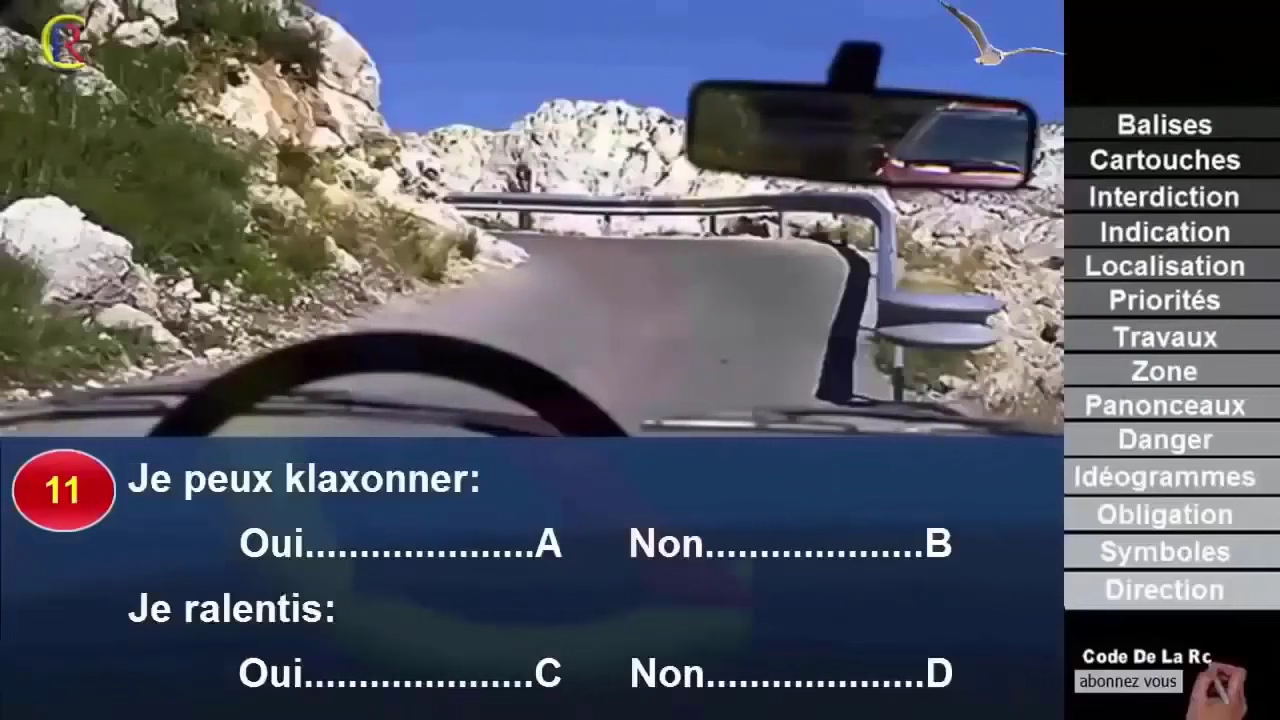 11
Je peux klaxonner:
Oui.....................A Non....................B
Je ralentis:
Oui.....................C Non....................D
Balises
Cartouches
Interdiction
Indication
Localisation
Priorités
Travaux
Zone
Panonceaux
Danger
Idéogrammes
Obligation
Symboles
Direction
Code De La Rc
abonnez vous